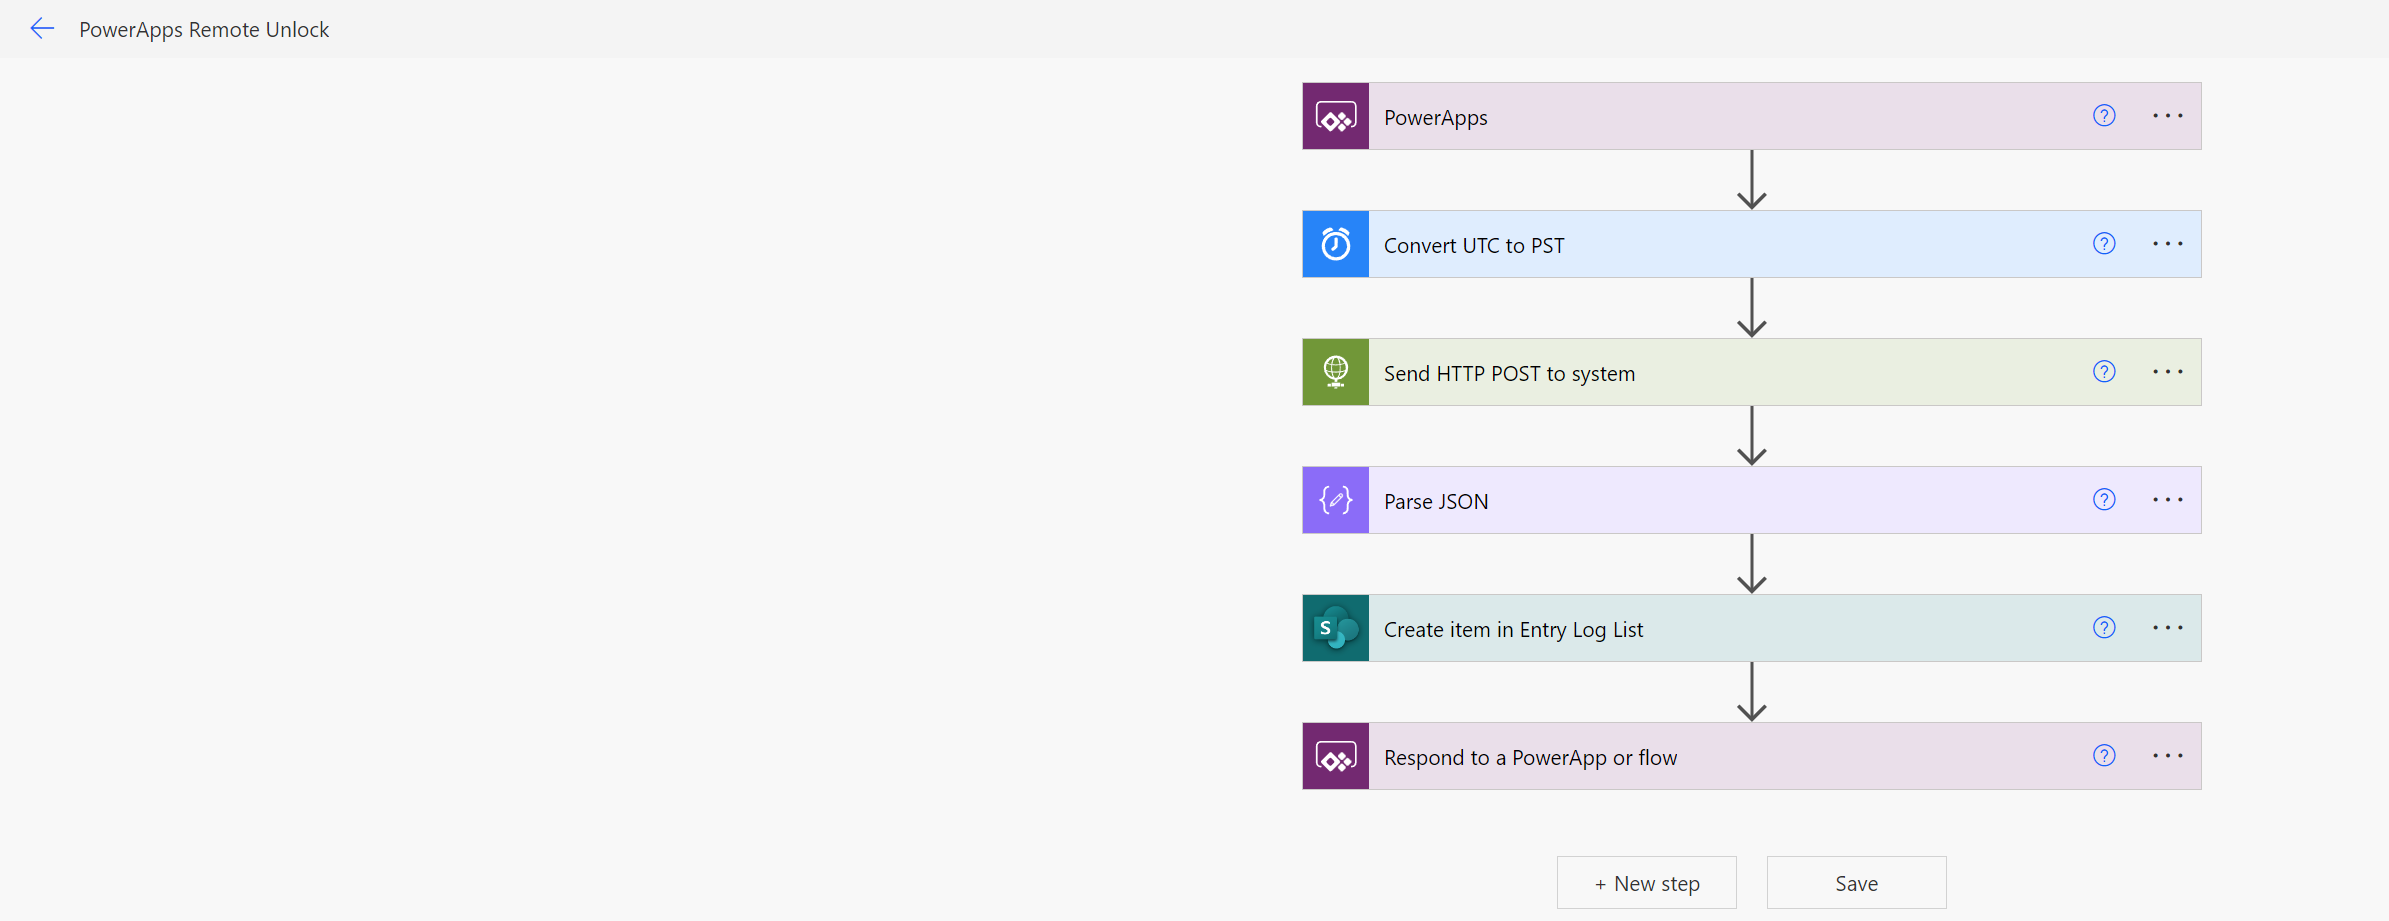 PowerApps Remote Unlock
PowerApps
Convert UTC to PST
Send HTTP POST to system
Parse JSON
S
Create item in Entry Log List
Respond to a PowerApp or flow
+ New step
Save